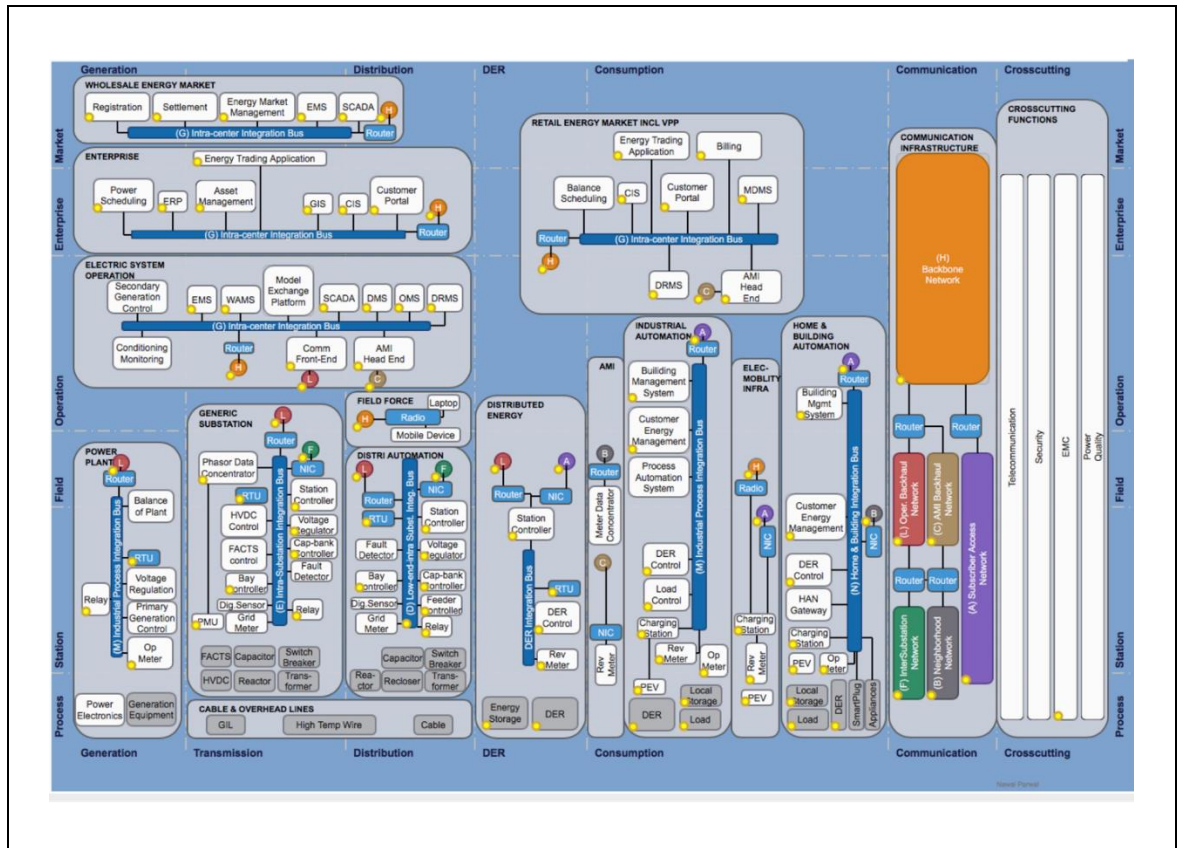 Generation
Distribution
DER
Consumption
Communication
Crosscutting
Market
Enterprise
Operation
Field
Station
Process
WHOLESALE ENERGY MARKET
Registration
Settlement
Energy Market
Management
EMS
SCADA
H
Router
(G) Intra-center Integration Bus
ENTERPRISE
Energy Trading Application
Power
Scheduling
ERP
Asset
Management
GIS
CIS
Customer
Portal
H
Router
(G) Intra-center Integration Bus
ELECTRIC SYSTEM
OPERATION
Secondary
Generation
Control
EMS
WAMS
Model
Exchange
Platform
SCADA
DMS
OMS
DRMS
(G) Intra-center Integration Bus
Conditioning
Monitoring
Router
H
Comm
Front-End
L
AMI
Head End
C
RETAIL ENERGY MARKET INCL VPP
Energy Trading
Application
Billing
Balance
Scheduling
CIS
Customer
Portal
MDMS
Router
(G) Intra-center Integration Bus
H
DRMS
C
AMI
Head
End
POWER
PLANT
L
Router
(M) Industrial Process Integration Bus
Balance
of Plant
RTU
Voltage
Regulation
Relay
Primary
Generation
Control
Op
Meter
Power
Electronics
Generation
Equipment
GENERIC
SUBSTATION
L
Router
F
NIC
Phasor Data
Concentrator
RTU
Station
Controller
HVDC
Control
Voltage
Regulator
FACTS
control
Cap-bank
Controller
Fault
Detector
Bay
Controller
(E) Intra-Substation Integration Bus
Dig.Sensor
Relay
PMU
Grid
Meter
FACTS
Capacitor
Switch
Breaker
HVDC
Reactor
Trans-
former
FIELD FORCE
Laptop
H
Radio
Mobile Device
DISTRI AUTOMATION
L
F
Router
NIC
RTU
Station
Controller
Fault
Detector
Voltage
Regulator
Bay
Controller
Cap-bank
Controller
(D) Low-end-intra Subst. Integ. Bus
Dig.Sensor
Feeder
Controller
Grid
Meter
Relay
Capacitor
Switch
Breaker
Rea-
ctor
Recloser
Trans-
former
CABLE & OVERHEAD LINES
GIL
High Temp Wire
Cable
DISTRIBUTED
ENERGY
L
A
Router
NIC
Station
Controller
DER Integration Bus
RTU
DER
Control
Rev
Meter
Energy
Storage
DER
AMI
B
Router
Meter Data
Concentrator
C
NIC
Rev
Meter
INDUSTRIAL
AUTOMATION
A
Router
Building
Management
System
Customer
Energy
Management
Process
Automation
System
(M) Industrial Process Integration Bus
DER
Control
Load
Control
Charging
Station
Rev
Meter
Op
Meter
PEV
Local
Storage
DER
Load
ELEC-
MOBLITY
INFRA
H
Radio
A
NIC
Charging
Station
Rev
Meter
PEV
HOME &
BUILDING
AUTOMATION
A
Router
Builiding
Mgmt
System
(N) Home & Building Integration Bus
Customer
Energy
Management
B
NIC
DER
Control
HAN
Gateway
Charging
Station
PEV
Op
Meter
Local
Storage
Load
DER
SmartPlug
Appliances
COMMUNICATION
INFRASTRUCTURE
(H)
Backbone
Network
Router
Router
(L) Oper. Backhaul
Network
(C) AMI Backhaul
Network
(A) Subscriber Access
Network
Router
Router
(F) InterSubstation
Network
(B) Neighborhood
Network
CROSSCUTTING
FUNCTIONS
Telecommunication
Security
EMC
Power
Quality
Market
Enterprise
Operation
Field
Station
Process
Generation
Transmission
Distribution
DER
Consumption
Communication
Crosscutting